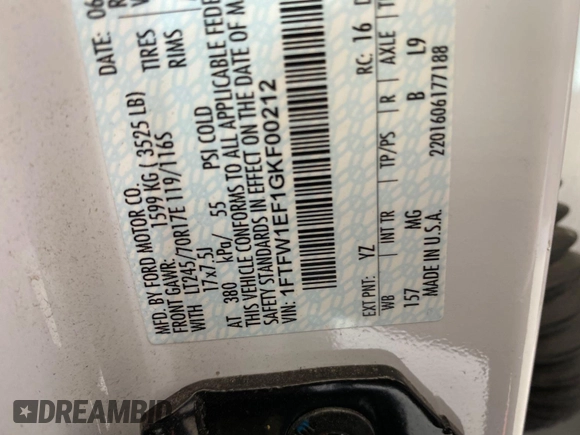 MFD. BY FORD MOTOR CO.
DATE: 06
FRONT GAWR: 1599 KG ( 3525 LB)
WITH LT245/70R17E 119/116S TIRES
17x7.5J RIMS
AT 380 kPa/ 55 PSI COLD
THIS VEHICLE CONFORMS TO ALL APPLICABLE FEDE
SAFETY STANDARDS IN EFFECT ON THE DATE OF M
VIN: 1FTFW1EF1GKF00212
EXT PNT: YZ RC: 16
WB INT TR TP/PS R AXLE
157 MG B L9
MADE IN U.S.A. 2201606177188
DREAMBID